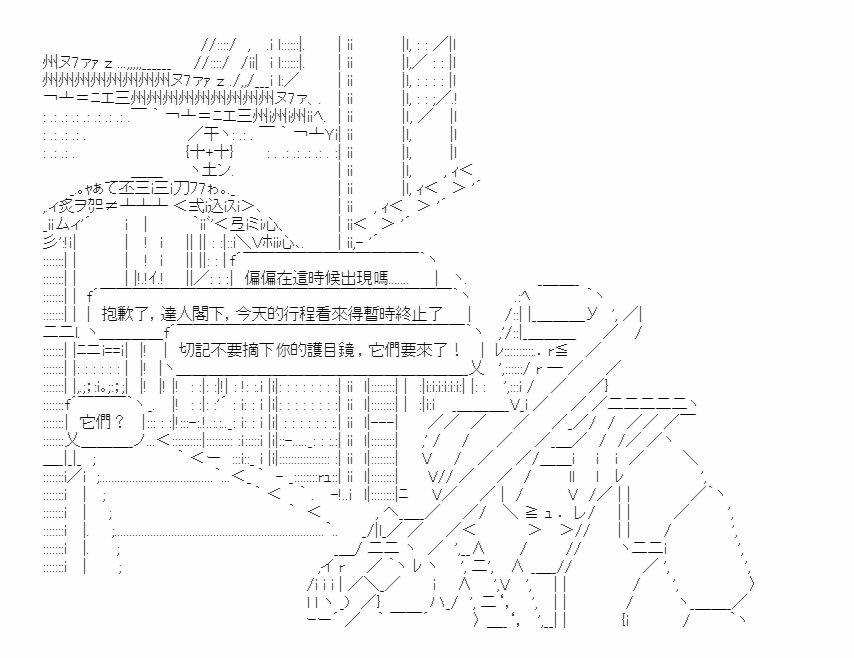 偏偏在這時候出現嗎......
抱歉了，達人閣下，今天的行程看來得暫時終止了
切記不要摘下你的護目鏡，它們要來了！
它們？